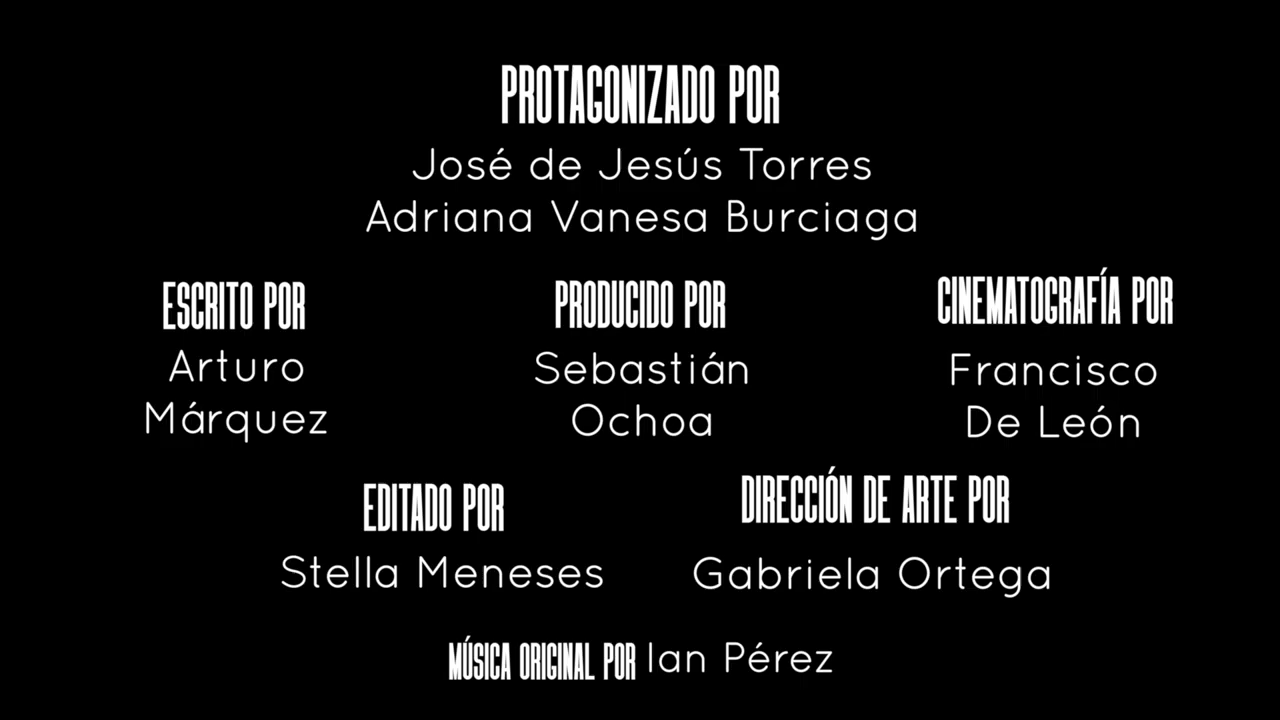 PROTAGONIZADO POR
José de Jesús Torres
Adriana Vanesa Burciaga
ESCRITO POR
Arturo
Márquez
PRODUCIDO POR
Sebastián
Ochoa
CINEMATOGRAFÍA POR
Francisco
De León
EDITADO POR
Stella Meneses
DIRECCIÓN DE ARTE POR
Gabriela Ortega
MÚSICA ORIGINAL POR Ian Pérez